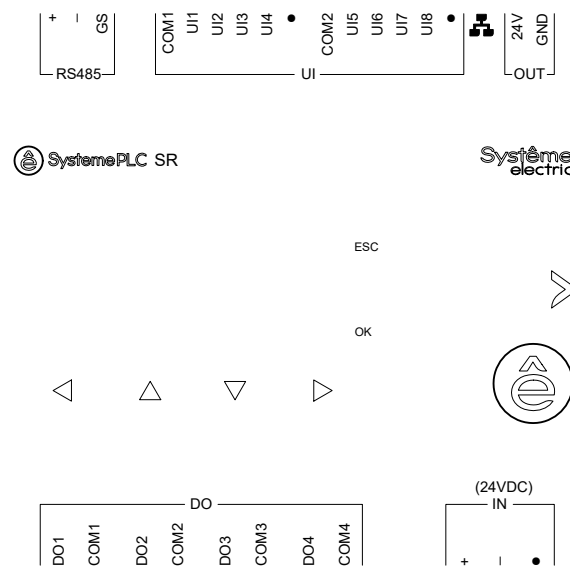 + − GS COM1 UI1 UI2 UI3 UI4 • COM2 UI5 UI6 UI7 UI8 • 24V GND
RS485 UI OUT
ê SystemePLC SR Système
electric
ESC
OK
ê
(24VDC)
DO IN
DO1 COM1 DO2 COM2 DO3 COM3 DO4 COM4 + − •